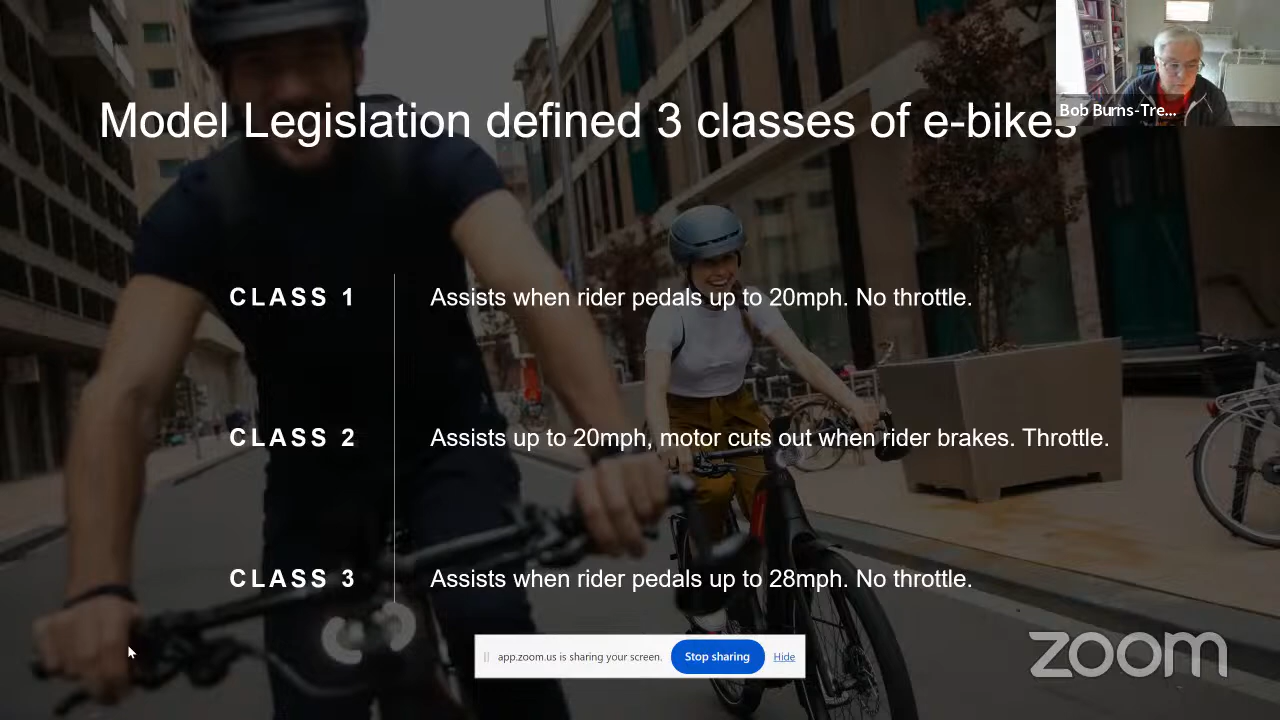 Model Legislation defined 3 classes of e-bikes
Bob Burns-Tre...
CLASS 1
Assists when rider pedals up to 20mph. No throttle.
CLASS 2
Assists up to 20mph, motor cuts out when rider brakes. Throttle.
CLASS 3
Assists when rider pedals up to 28mph. No throttle.
app.zoom.us is sharing your screen.
Stop sharing
Hide
zoom